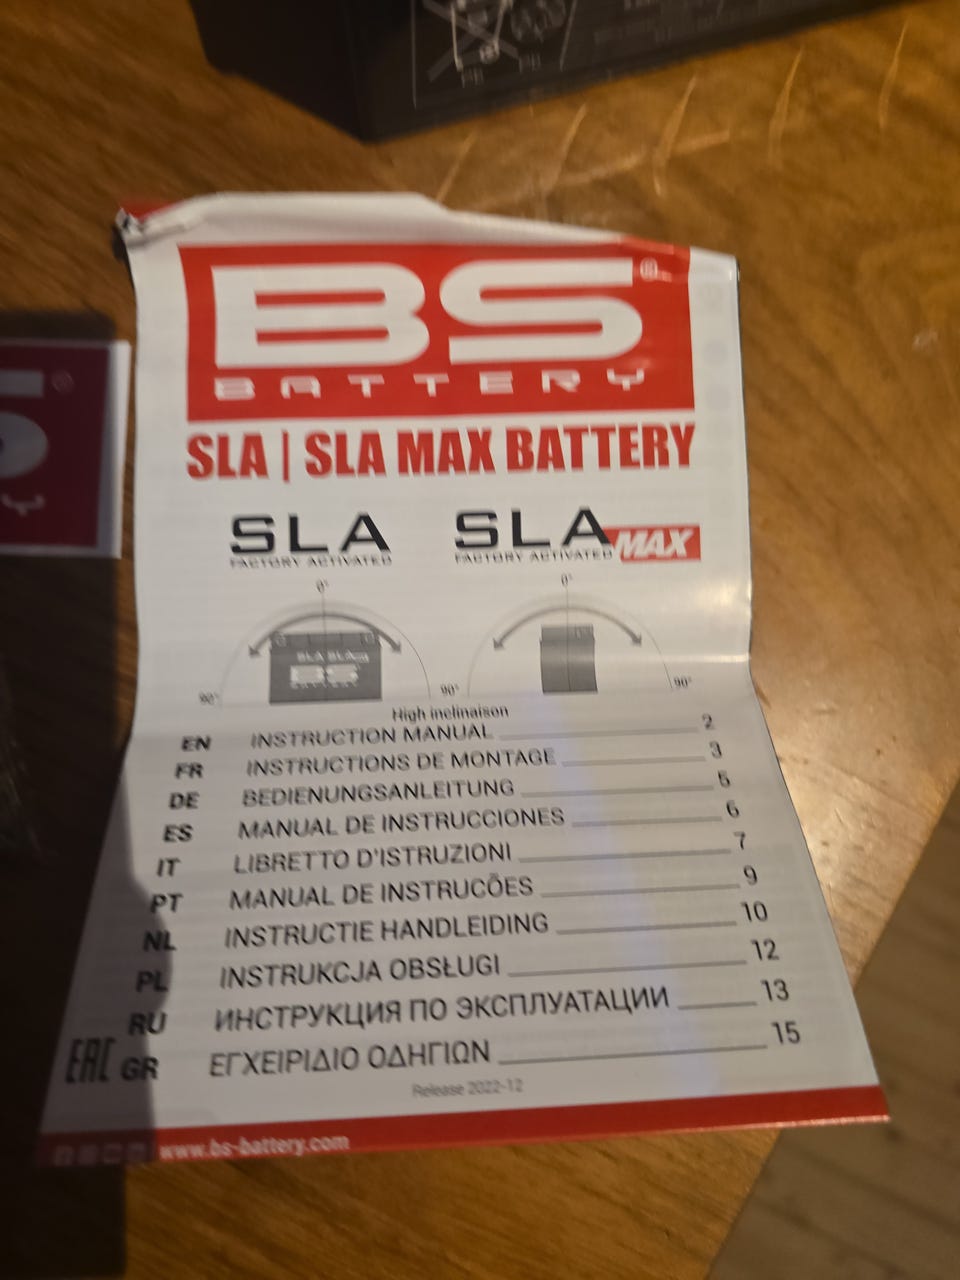 BS®
BATTERY
SLA | SLA MAX BATTERY
SLA
FACTORY ACTIVATED
SLA MAX
FACTORY ACTIVATED
0°
0°
SLA SLA
BS
90°
90°
90°
High inclinaison
EN INSTRUCTION MANUAL 2
FR INSTRUCTIONS DE MONTAGE 3
DE BEDIENUNGSANLEITUNG 5
ES MANUAL DE INSTRUCCIONES 6
IT LIBRETTO D'ISTRUZIONI 7
PT MANUAL DE INSTRUCÕES 9
NL INSTRUCTIE HANDLEIDING 10
PL INSTRUKCJA OBSŁUGI 12
RU ИНСТРУКЦИЯ ПО ЭКСПЛУАТАЦИИ 13
EAC GR ΕΓΧΕΙΡΙΔΙΟ ΟΔΗΓΙΩΝ 15
Release 2022-12
www.bs-battery.com